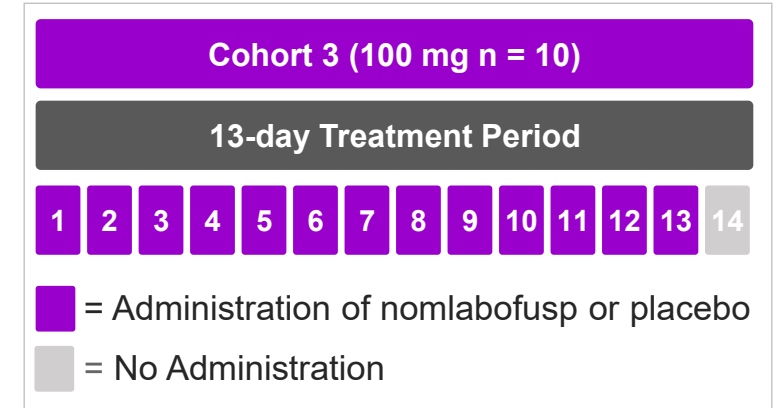 Cohort 3 (100 mg n = 10)
13-day Treatment Period
1 2 3 4 5 6 7 8 9 10 11 12 13 14
= Administration of nomlabofusp or placebo
= No Administration